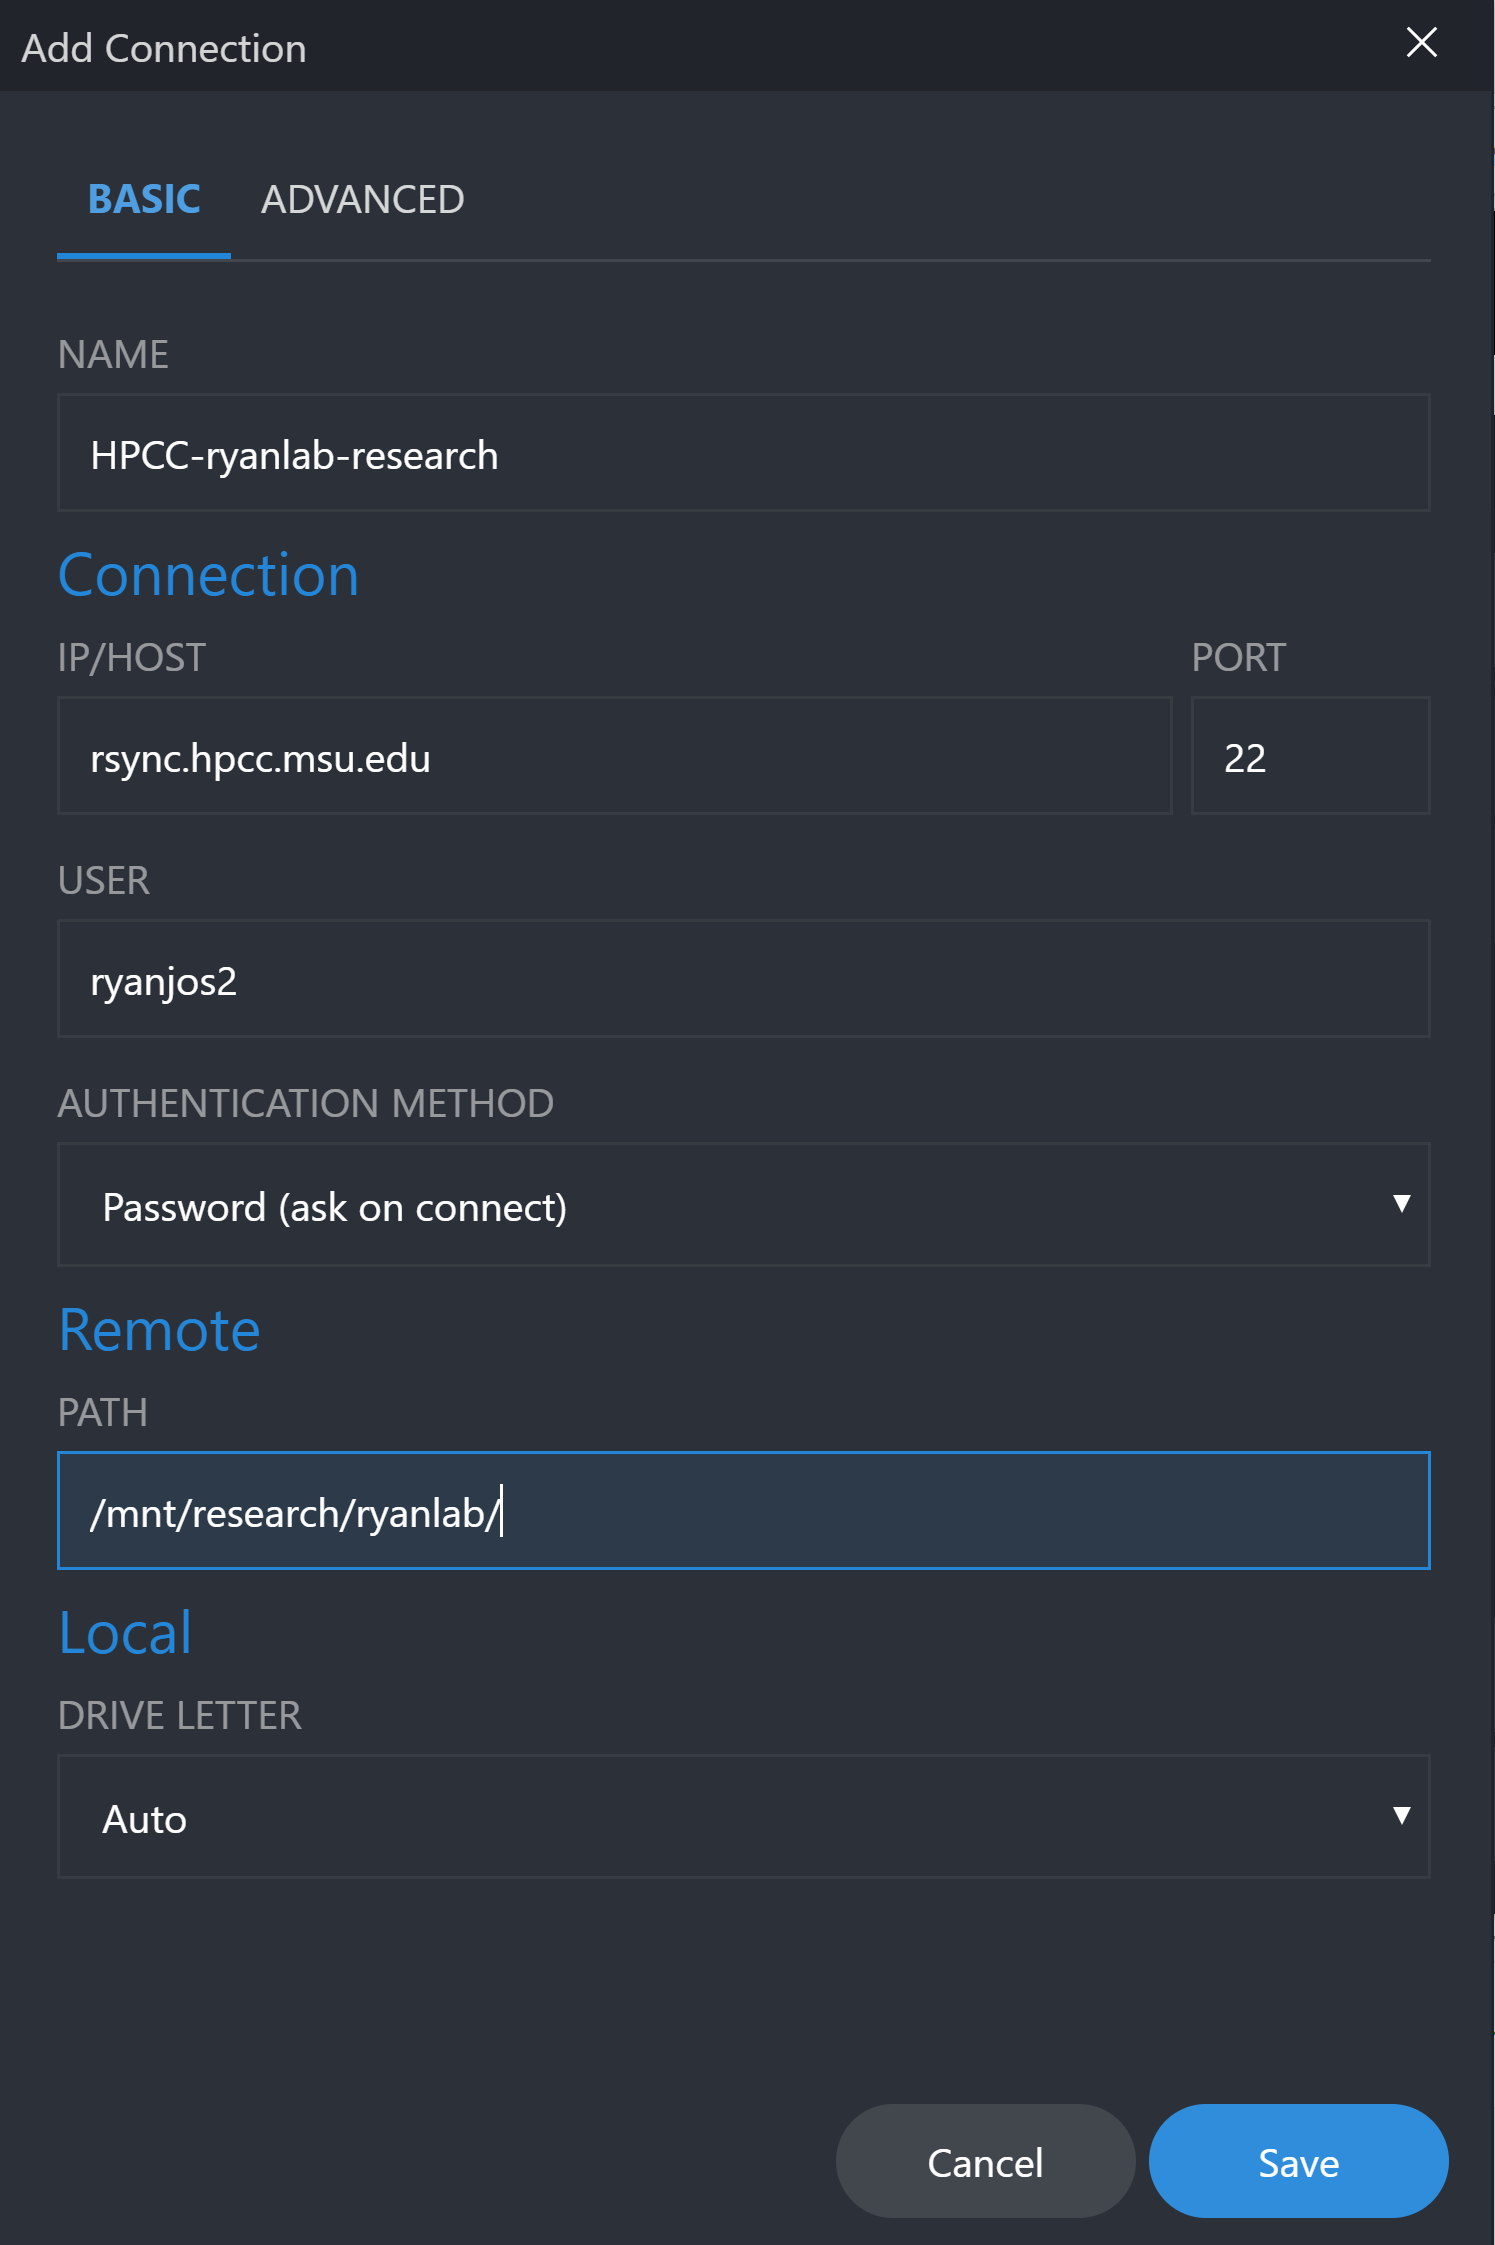 Add Connection
BASIC ADVANCED
NAME
HPCC-ryanlab-research
Connection
IP/HOST PORT
rsync.hpcc.msu.edu 22
USER
ryanjos2
AUTHENTICATION METHOD
Password (ask on connect)
Remote
PATH
/mnt/research/ryanlab/
Local
DRIVE LETTER
Auto
Cancel Save